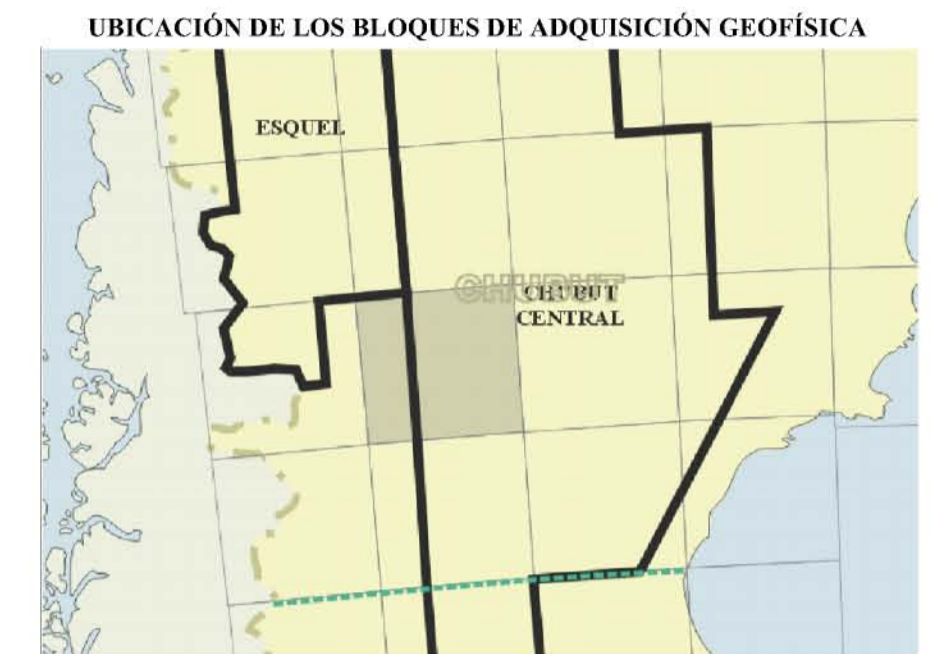 UBICACIÓN DE LOS BLOQUES DE ADQUISICIÓN GEOFÍSICA
ESQUEL
CHUBUT
CHUBUT
CENTRAL